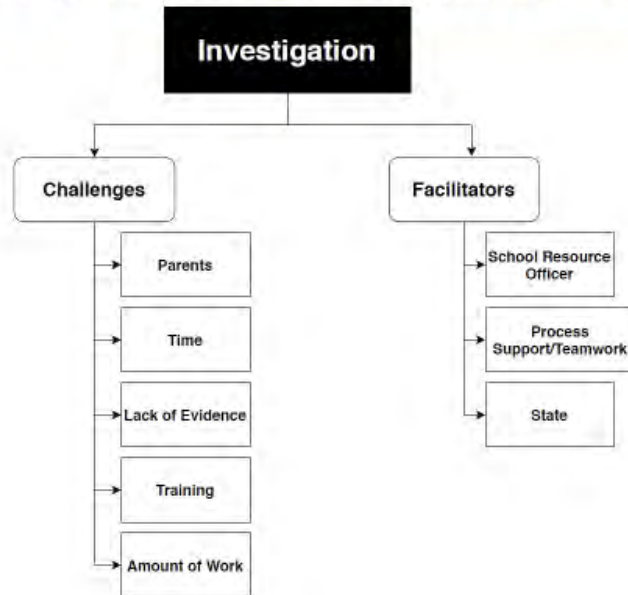 Investigation
Challenges
Parents
Time
Lack of Evidence
Training
Amount of Work
Facilitators
School Resource
Officer
Process
Support/Teamwork
State